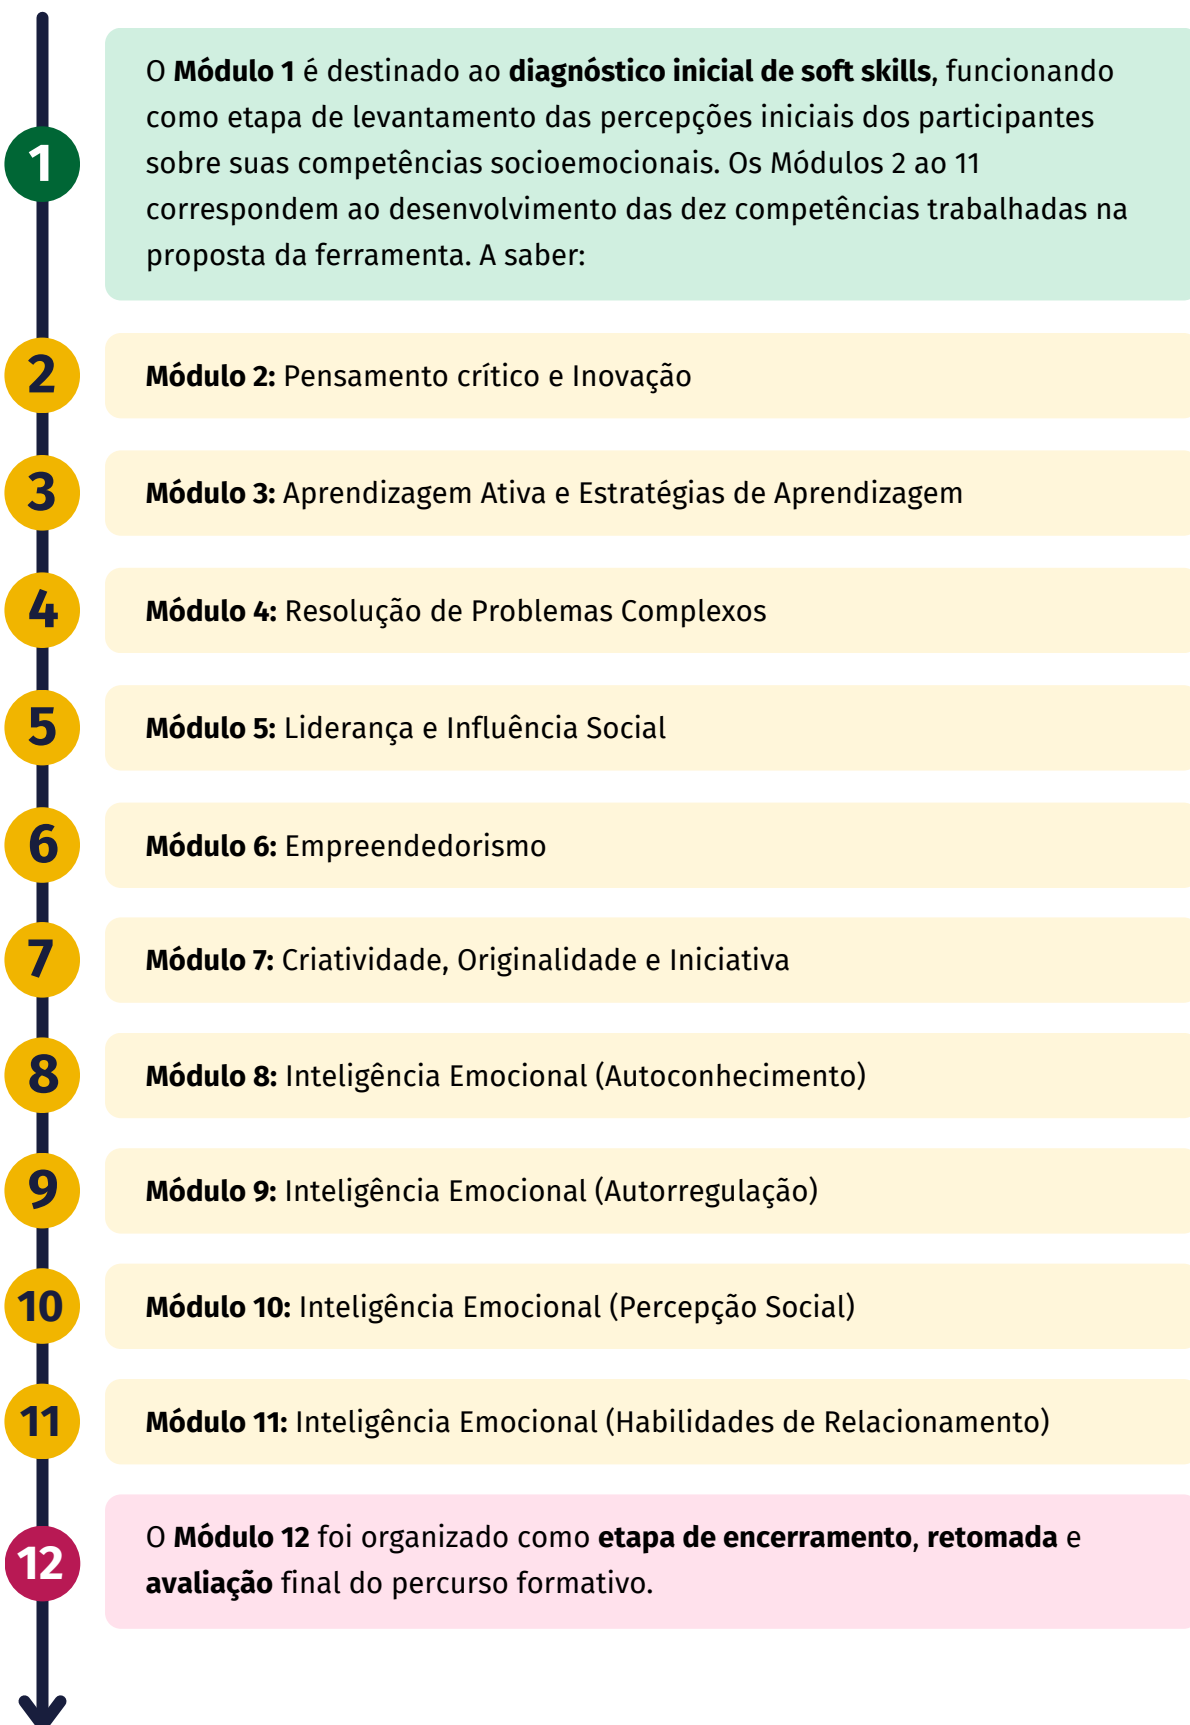 1
O Módulo 1 é destinado ao diagnóstico inicial de soft skills, funcionando
como etapa de levantamento das percepções iniciais dos participantes
sobre suas competências socioemocionais. Os Módulos 2 ao 11
correspondem ao desenvolvimento das dez competências trabalhadas na
proposta da ferramenta. A saber:
2
Módulo 2: Pensamento crítico e Inovação
3
Módulo 3: Aprendizagem Ativa e Estratégias de Aprendizagem
4
Módulo 4: Resolução de Problemas Complexos
5
Módulo 5: Liderança e Influência Social
6
Módulo 6: Empreendedorismo
7
Módulo 7: Criatividade, Originalidade e Iniciativa
8
Módulo 8: Inteligência Emocional (Autoconhecimento)
9
Módulo 9: Inteligência Emocional (Autorregulação)
10
Módulo 10: Inteligência Emocional (Percepção Social)
11
Módulo 11: Inteligência Emocional (Habilidades de Relacionamento)
12
O Módulo 12 foi organizado como etapa de encerramento, retomada e
avaliação final do percurso formativo.